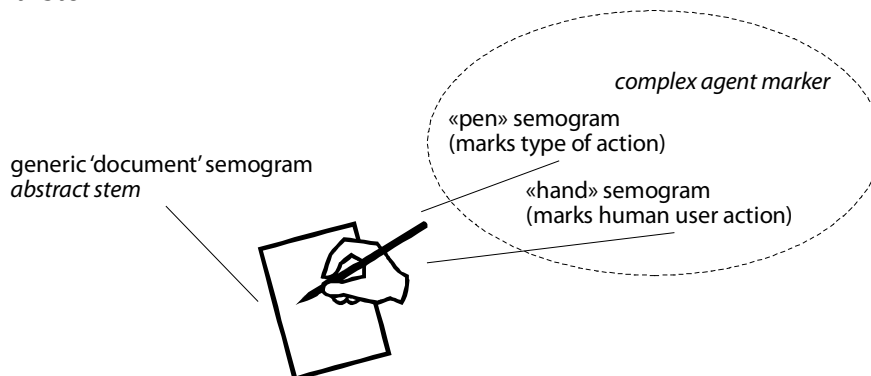 complex agent marker
«pen» semogram
(marks type of action)
generic ‘document’ semogram
abstract stem
«hand» semogram
(marks human user action)